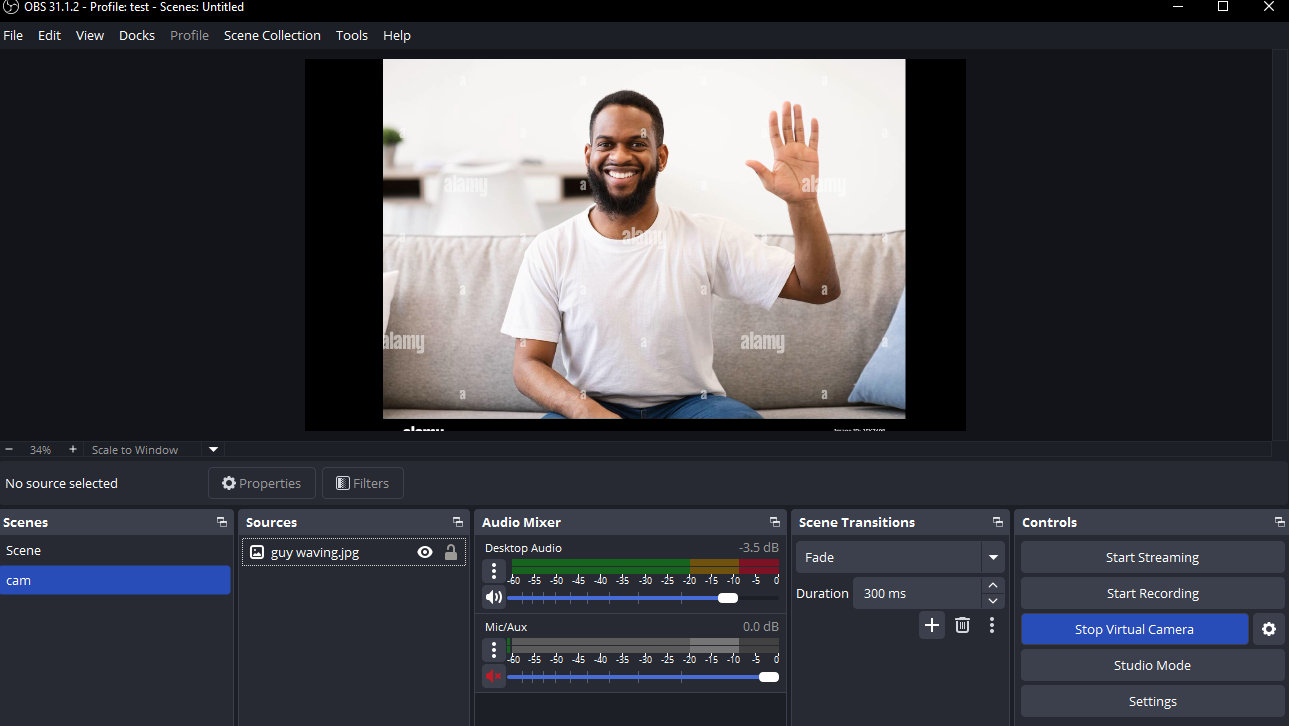 OBS 31.1.2 - Profile: test - Scenes: Untitled
File Edit View Docks Profile Scene Collection Tools Help
a a a
a
alamy a a alamy
a alamy a a
a a a a
alamy a a alamy a
a a a a
alamy
34% Scale to Window
No source selected Properties Filters
Scenes
Scene
cam
Sources
guy waving.jpg
Audio Mixer
Desktop Audio -3.5 dB
-60 -55 -50 -45 -40 -35 -30 -25 -20 -15 -10 -5 0
Mic/Aux 0.0 dB
-60 -55 -50 -45 -40 -35 -30 -25 -20 -15 -10 -5 0
Scene Transitions
Fade
Duration 300 ms
Controls
Start Streaming
Start Recording
Stop Virtual Camera
Studio Mode
Settings